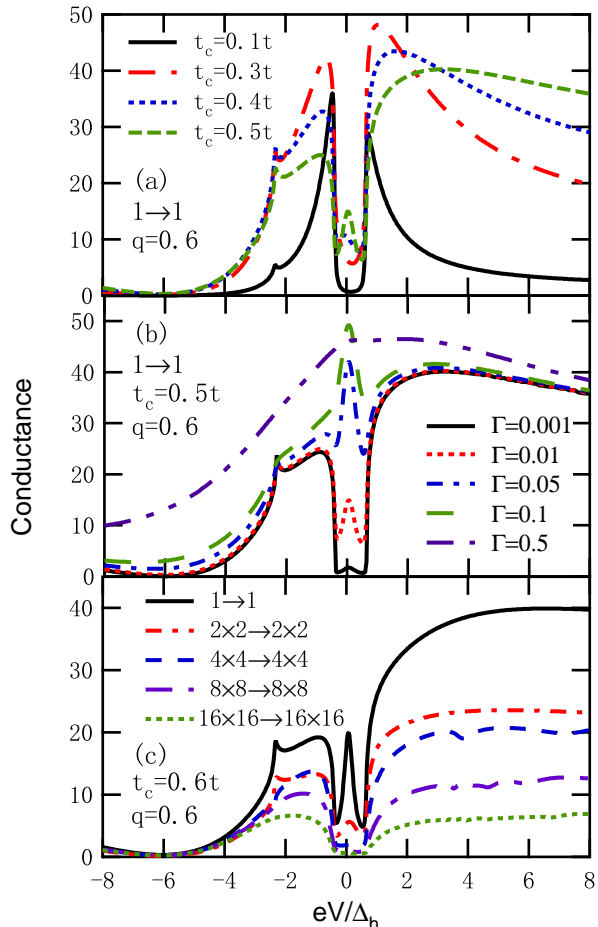 50
40
30
20
10
0
t_c=0.1t
t_c=0.3t
t_c=0.4t
t_c=0.5t
(a)
1→1
q=0.6
Conductance
50
40
30
20
10
0
(b)
1→1
t_c=0.5t
q=0.6
Γ=0.001
Γ=0.01
Γ=0.05
Γ=0.1
Γ=0.5
40
30
20
10
0
1→1
2×2→2×2
4×4→4×4
8×8→8×8
16×16→16×16
(c)
t_c=0.6t
q=0.6
-8 -6 -4 -2 0 2 4 6 8
eV/Δ_h